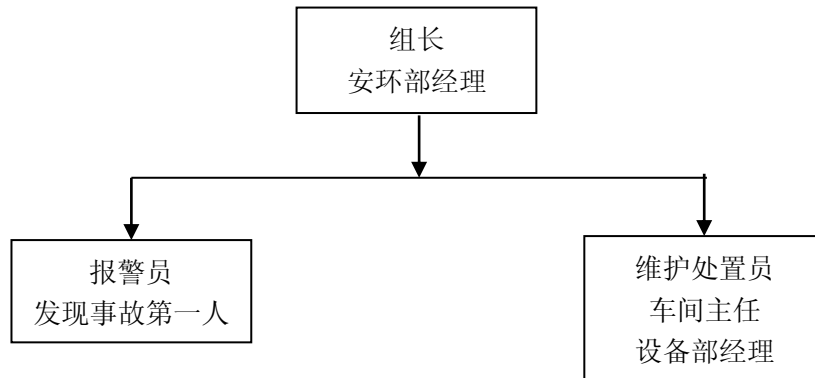 组长
安环部经理
报警员
发现事故第一人
维护处置员
车间主任
设备部经理